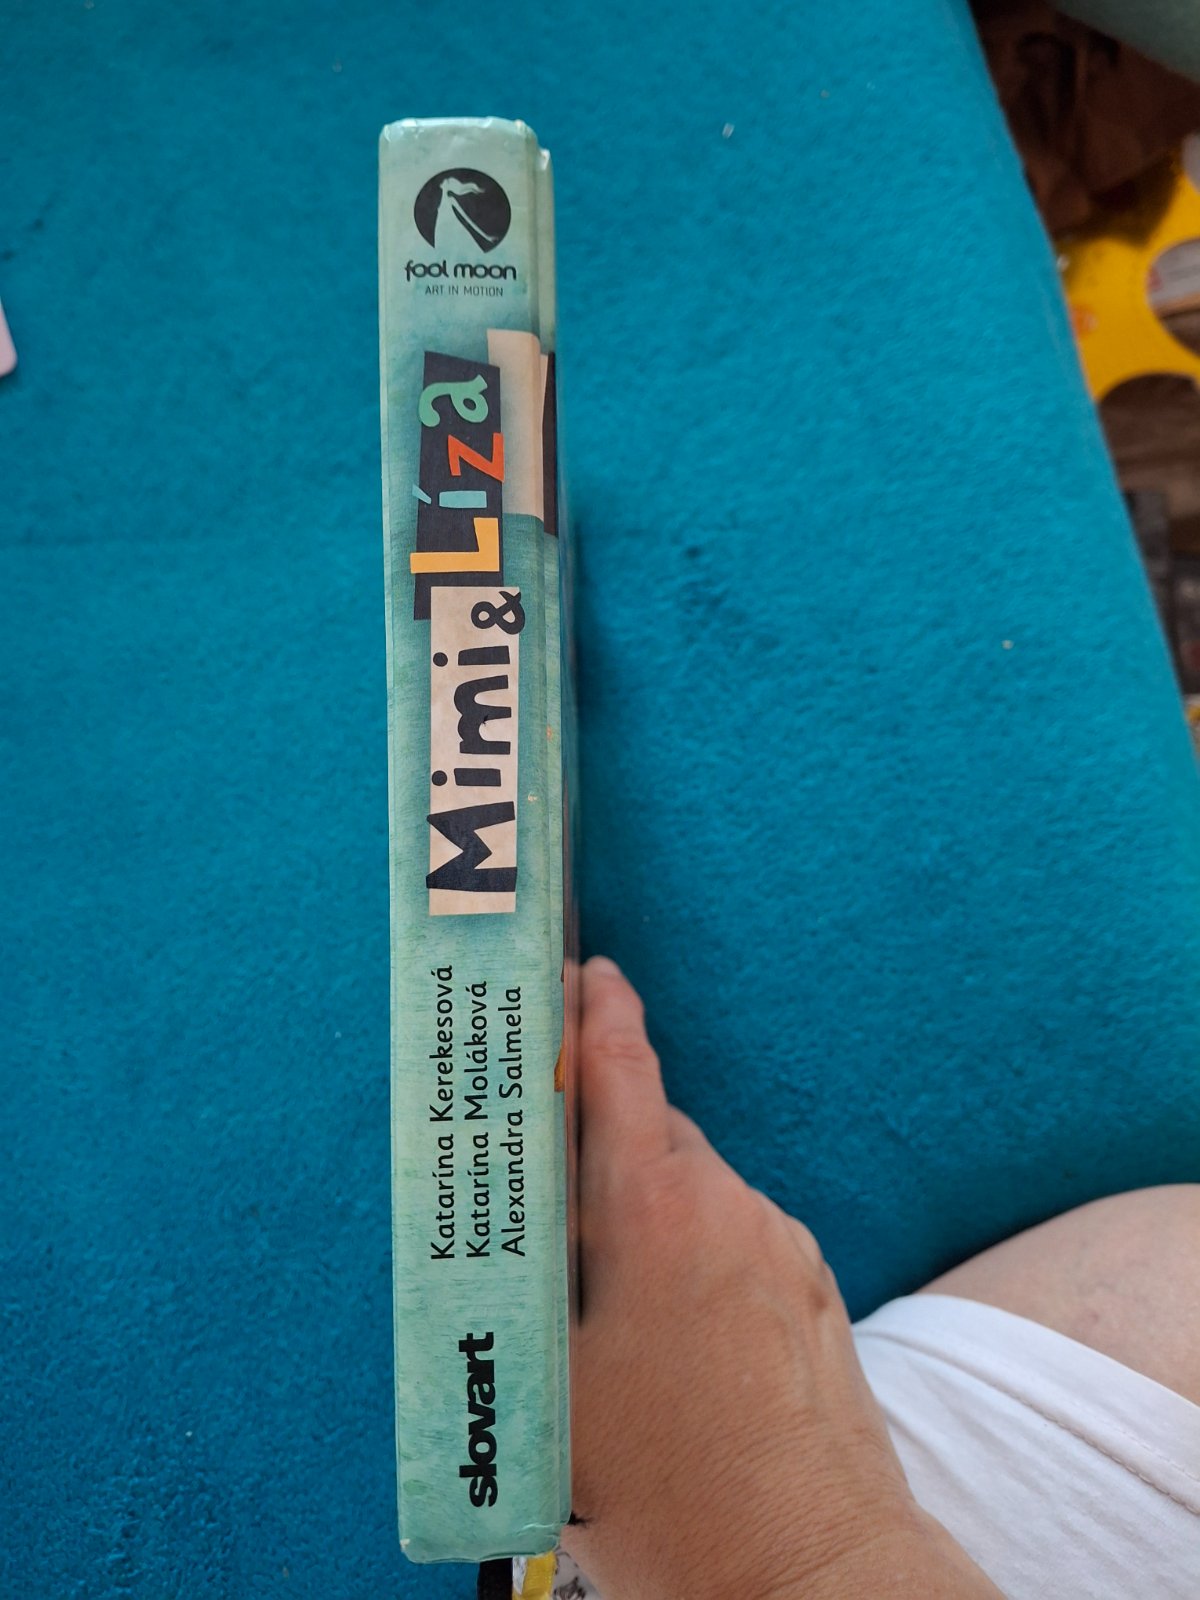 fool moon
ART IN MOTION
Mimi & Líza
Katarína Kerekesová
Katarína Moláková
Alexandra Salmela
slovart